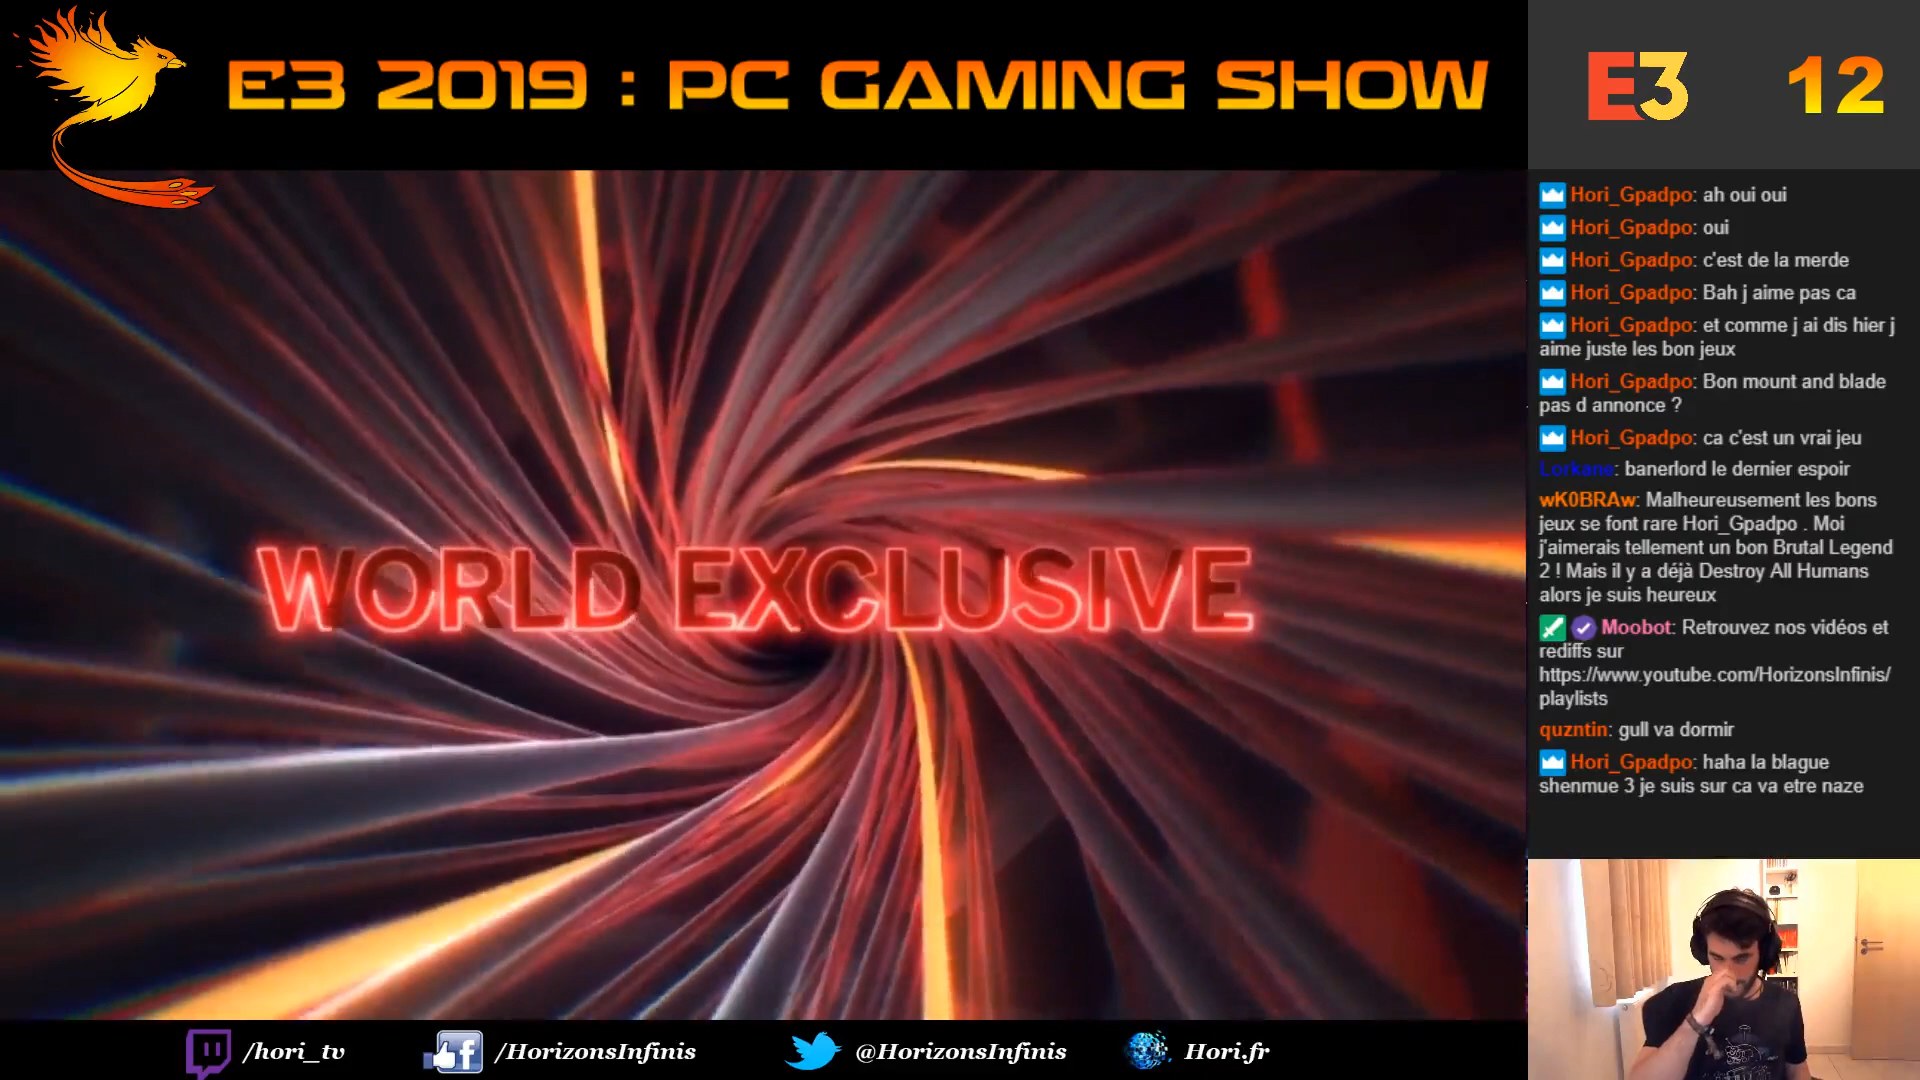 E3 2019 : PC GAMING SHOW
E3
12
WORLD EXCLUSIVE
Hori_Gpadpo: ah oui oui
Hori_Gpadpo: oui
Hori_Gpadpo: c'est de la merde
Hori_Gpadpo: Bah j aime pas ca
Hori_Gpadpo: et comme j ai dis hier j
aime juste les bon jeux
Hori_Gpadpo: Bon mount and blade
pas d annonce ?
Hori_Gpadpo: ca c'est un vrai jeu
Lorkane: banerlord le dernier espoir
wK0BRAw: Malheureusement les bons
jeux se font rare Hori_Gpadpo . Moi
j'aimerais tellement un bon Brutal Legend
2 ! Mais il y a déjà Destroy All Humans
alors je suis heureux
Moobot: Retrouvez nos vidéos et
rediffs sur
https://www.youtube.com/HorizonsInfinis/
playlists
quzntin: gull va dormir
Hori_Gpadpo: haha la blague
shenmue 3 je suis sur ca va etre naze
/hori_tv
/HorizonsInfinis
@HorizonsInfinis
Hori.fr